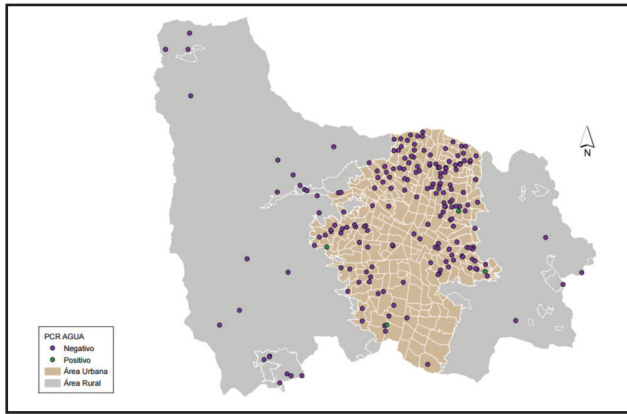 N
PCR AGUA
Negativo
Positivo
Área Urbana
Área Rural